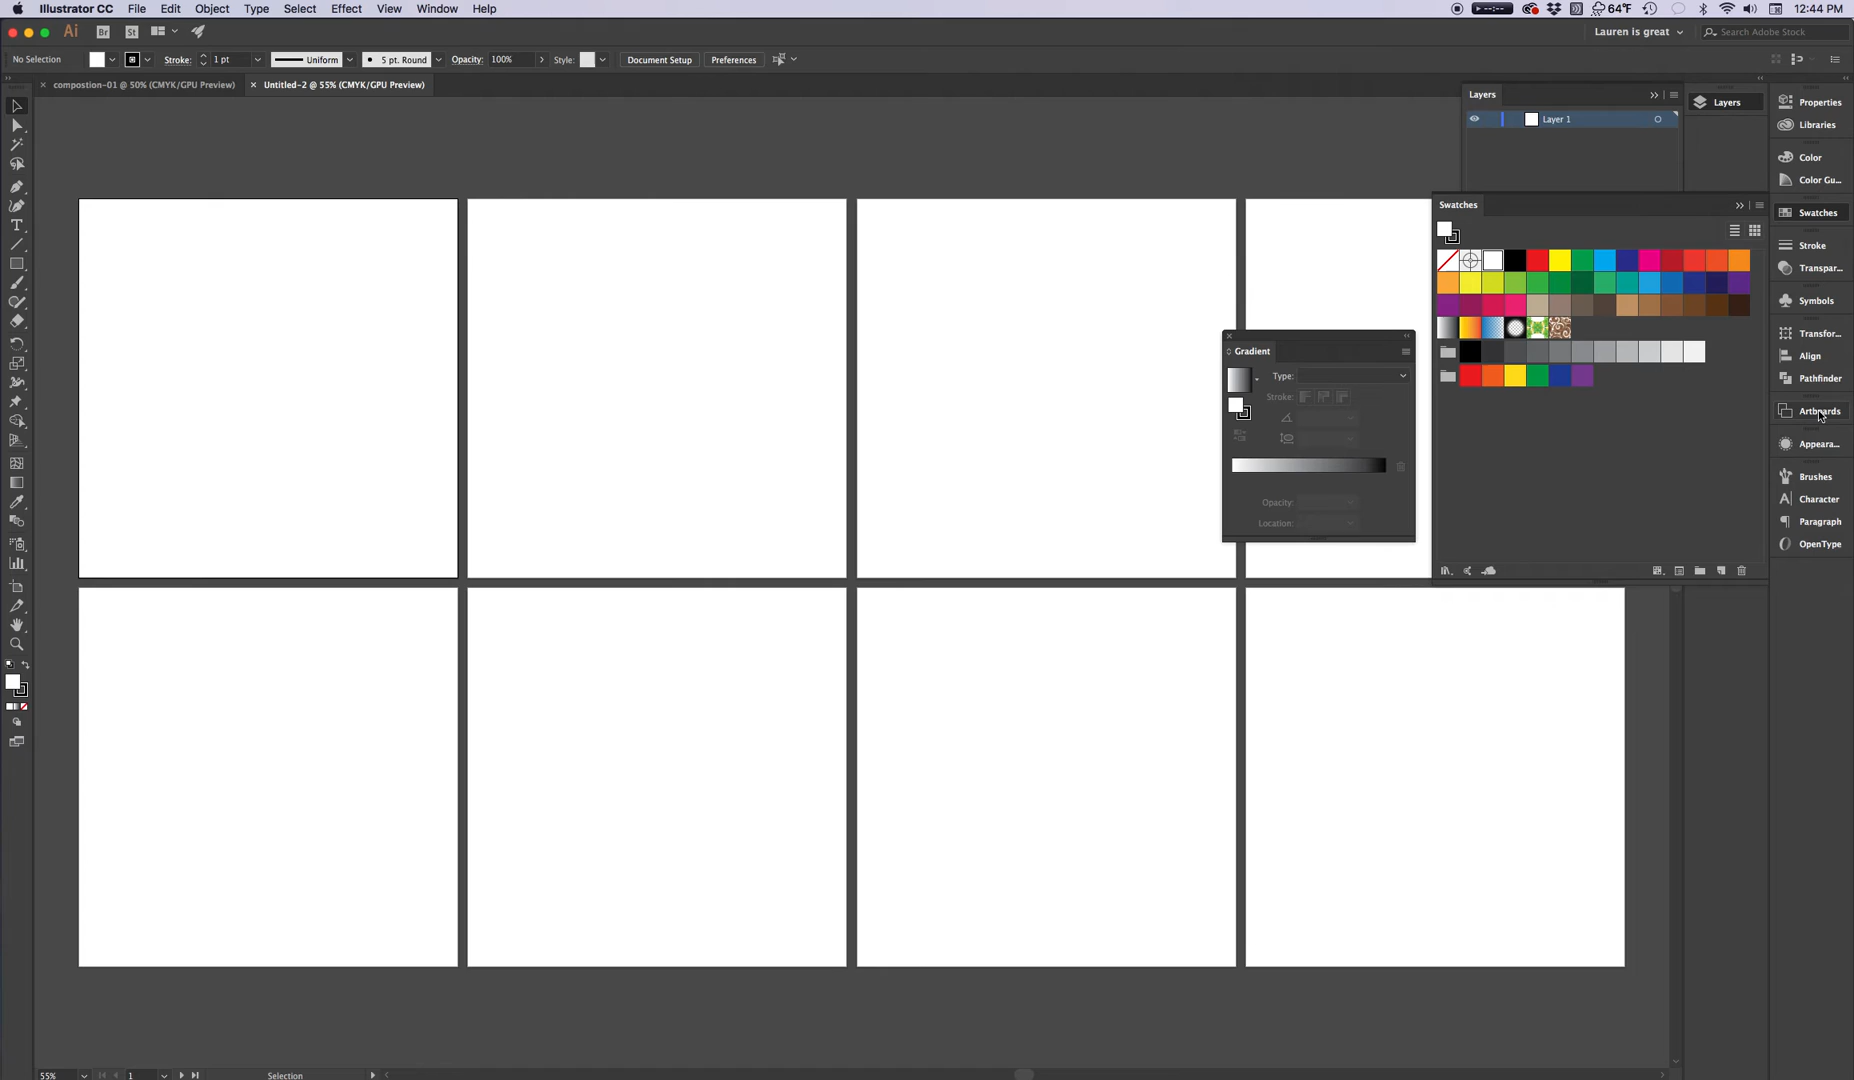 Illustrator CC File Edit Object Type Select Effect View Window Help
64°F 12:44 PM
Ai Br St Lauren is great Search Adobe Stock
No Selection Stroke: 1 pt Uniform 5 pt. Round Opacity: 100% Style: Document Setup Preferences
compostion-01 @ 50% (CMYK/GPU Preview) Untitled-2 @ 55% (CMYK/GPU Preview)
Layers
Layer 1
Layers
Properties
Libraries
Color
Color Gu...
Swatches
Stroke
Transpar...
Symbols
Transfor...
Align
Pathfinder
Artboards
Appeara...
Brushes
Character
Paragraph
OpenType
Swatches
Gradient
Type:
Stroke:
Opacity:
Location:
55% 1 Selection